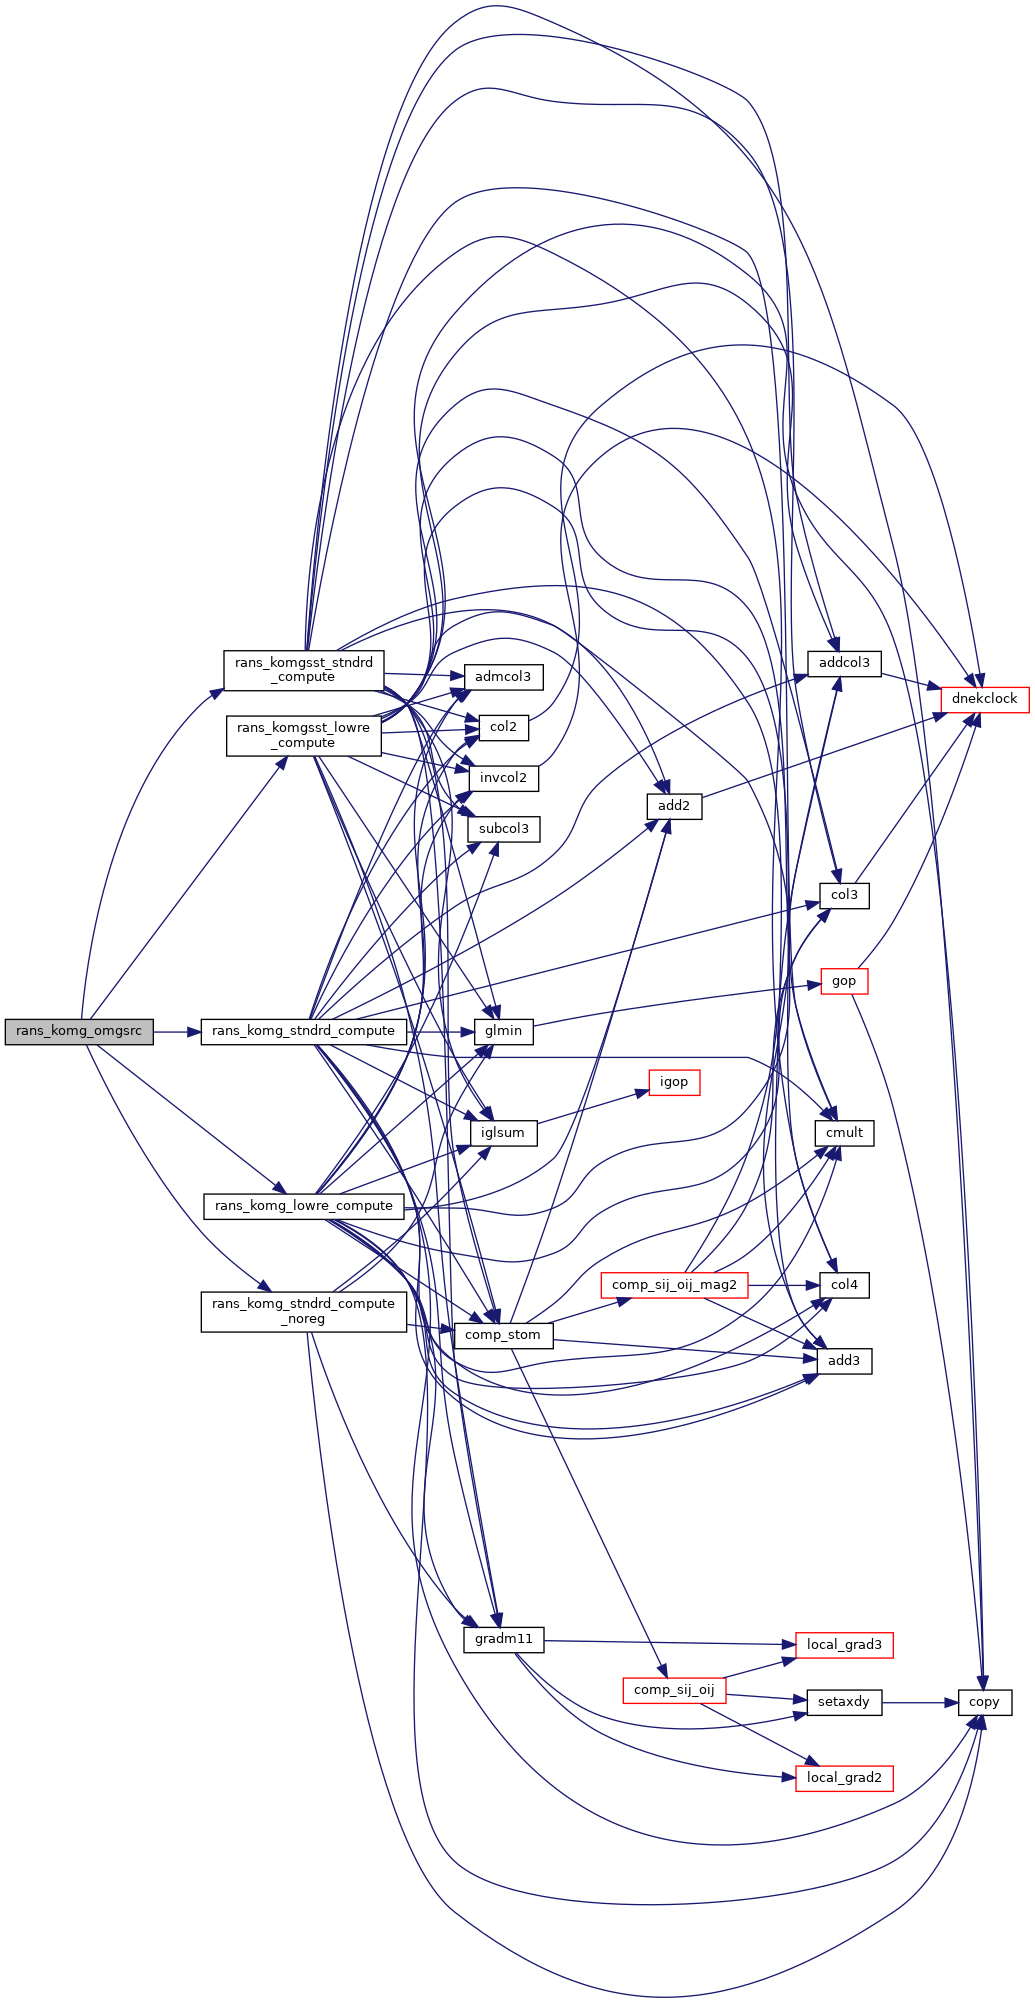 rans_komgsst_stndrd
_compute
addcol3
admcol3
dnekclock
rans_komgsst_lowre
_compute
col2
invcol2
add2
subcol3
col3
gop
rans_komg_omgsrc
rans_komg_stndrd_compute
glmin
igop
iglsum
cmult
rans_komg_lowre_compute
comp_sij_oij_mag2
col4
rans_komg_stndrd_compute
_noreg
comp_stom
add3
gradm11
local_grad3
comp_sij_oij
setaxdy
copy
local_grad2